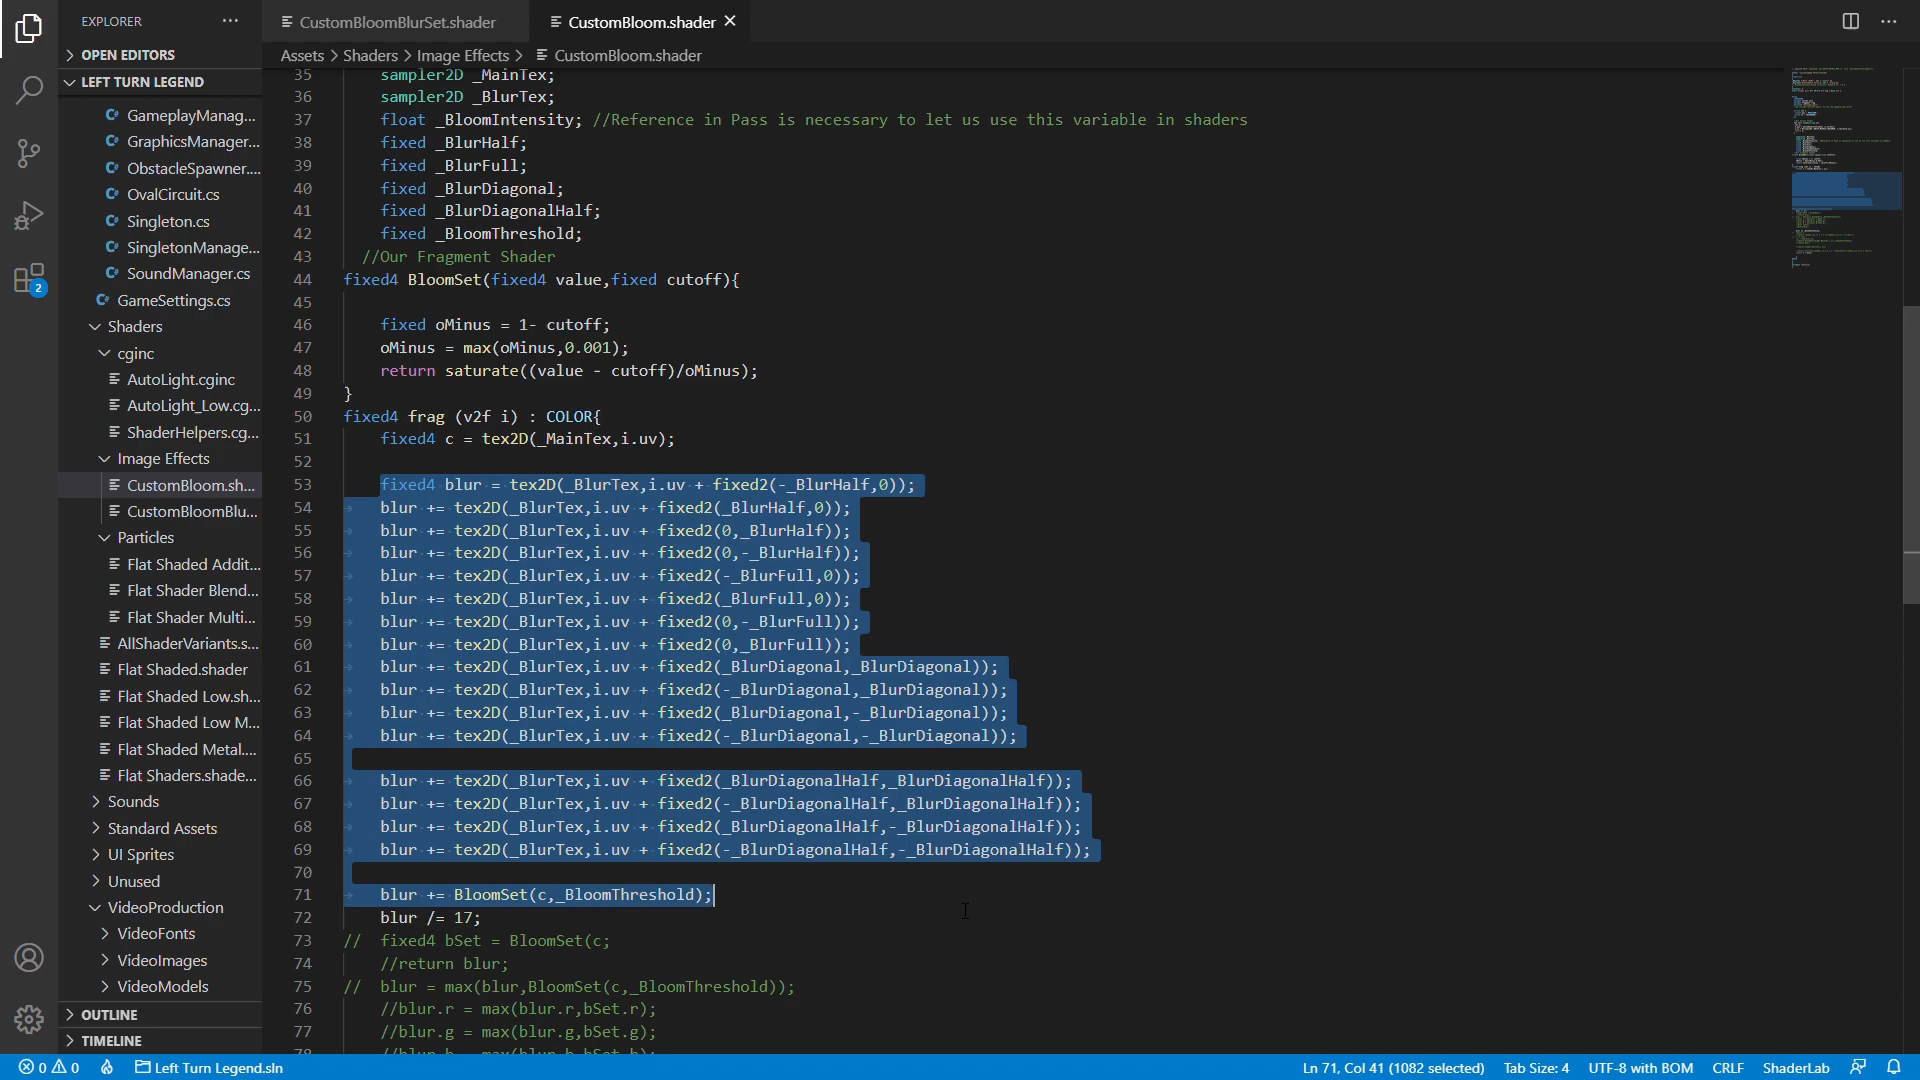 EXPLORER
OPEN EDITORS
LEFT TURN LEGEND
GameplayManag...
GraphicsManager...
ObstacleSpawner....
OvalCircuit.cs
Singleton.cs
SingletonManage...
SoundManager.cs
GameSettings.cs
Shaders
cginc
AutoLight.cginc
AutoLight_Low.cg...
ShaderHelpers.cg...
Image Effects
CustomBloom.sh...
CustomBloomBlu...
Particles
Flat Shaded Addit...
Flat Shader Blend...
Flat Shader Multi...
AllShaderVariants.s...
Flat Shaded.shader
Flat Shaded Low.sh...
Flat Shaded Low M...
Flat Shaded Metal....
Flat Shaders.shade...
Sounds
Standard Assets
UI Sprites
Unused
VideoProduction
VideoFonts
VideoImages
VideoModels
OUTLINE
TIMELINE
2
CustomBloomBlurSet.shader
CustomBloom.shader
Assets > Shaders > Image Effects > CustomBloom.shader
35 sampler2D _MainTex;
36 sampler2D _BlurTex;
37 float _BloomIntensity; //Reference in Pass is necessary to let us use this variable in shaders
38 fixed _BlurHalf;
39 fixed _BlurFull;
40 fixed _BlurDiagonal;
41 fixed _BlurDiagonalHalf;
42 fixed _BloomThreshold;
43 //Our Fragment Shader
44 fixed4 BloomSet(fixed4 value,fixed cutoff){
45
46 fixed oMinus = 1- cutoff;
47 oMinus = max(oMinus,0.001);
48 return saturate((value - cutoff)/oMinus);
49 }
50 fixed4 frag (v2f i) : COLOR{
51 fixed4 c = tex2D(_MainTex,i.uv);
52
53 fixed4 blur = tex2D(_BlurTex,i.uv + fixed2(-_BlurHalf,0));
54 blur += tex2D(_BlurTex,i.uv + fixed2(_BlurHalf,0));
55 blur += tex2D(_BlurTex,i.uv + fixed2(0,_BlurHalf));
56 blur += tex2D(_BlurTex,i.uv + fixed2(0,-_BlurHalf));
57 blur += tex2D(_BlurTex,i.uv + fixed2(-_BlurFull,0));
58 blur += tex2D(_BlurTex,i.uv + fixed2(_BlurFull,0));
59 blur += tex2D(_BlurTex,i.uv + fixed2(0,-_BlurFull));
60 blur += tex2D(_BlurTex,i.uv + fixed2(0,_BlurFull));
61 blur += tex2D(_BlurTex,i.uv + fixed2(_BlurDiagonal,_BlurDiagonal));
62 blur += tex2D(_BlurTex,i.uv + fixed2(-_BlurDiagonal,_BlurDiagonal));
63 blur += tex2D(_BlurTex,i.uv + fixed2(_BlurDiagonal,-_BlurDiagonal));
64 blur += tex2D(_BlurTex,i.uv + fixed2(-_BlurDiagonal,-_BlurDiagonal));
65
66 blur += tex2D(_BlurTex,i.uv + fixed2(_BlurDiagonalHalf,_BlurDiagonalHalf));
67 blur += tex2D(_BlurTex,i.uv + fixed2(-_BlurDiagonalHalf,_BlurDiagonalHalf));
68 blur += tex2D(_BlurTex,i.uv + fixed2(_BlurDiagonalHalf,-_BlurDiagonalHalf));
69 blur += tex2D(_BlurTex,i.uv + fixed2(-_BlurDiagonalHalf,-_BlurDiagonalHalf));
70
71 blur += BloomSet(c,_BloomThreshold);
72 blur /= 17;
73 // fixed4 bSet = BloomSet(c;
74 //return blur;
75 // blur = max(blur,BloomSet(c,_BloomThreshold));
76 //blur.r = max(blur.r,bSet.r);
77 //blur.g = max(blur.g,bSet.g);
78 //blur.b = max(blur.b,bSet.b);
0 0 Left Turn Legend.sln
Ln 71, Col 41 (1082 selected) Tab Size: 4 UTF-8 with BOM CRLF ShaderLab